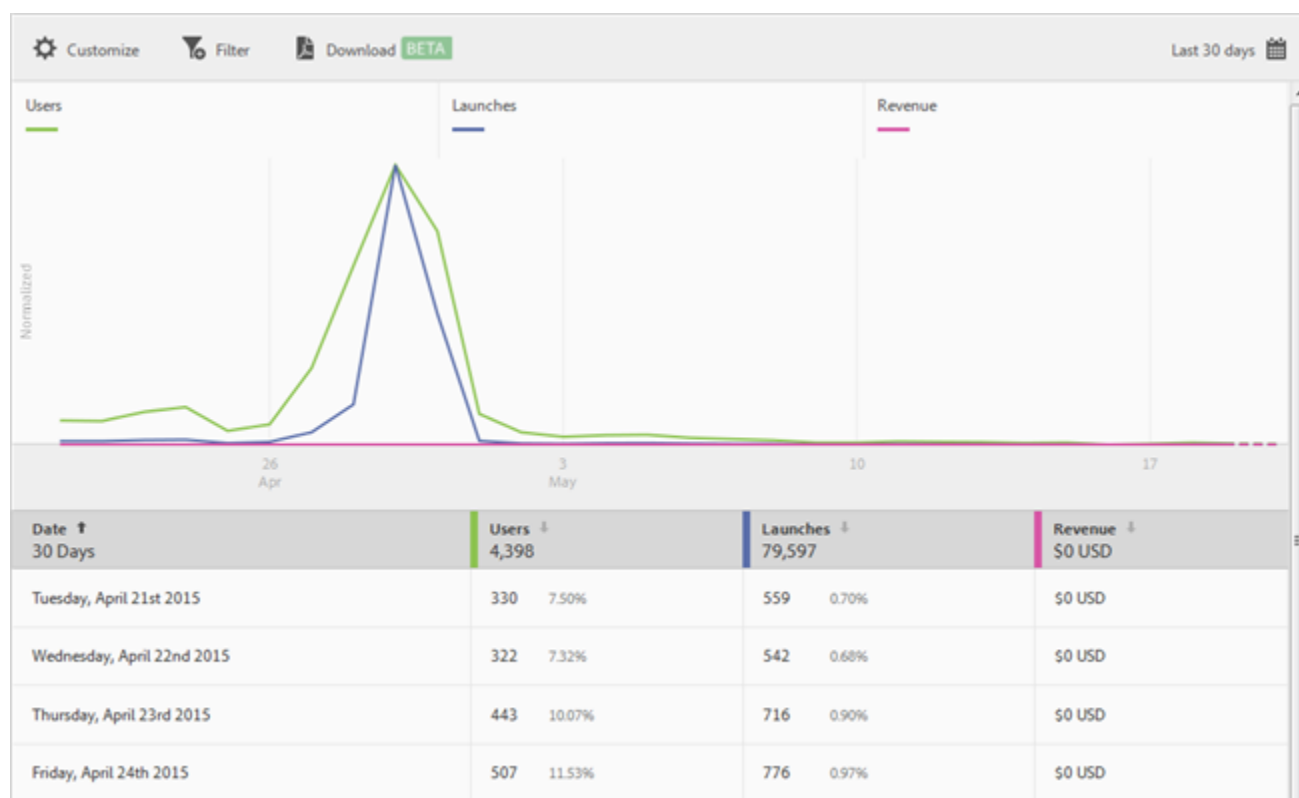 Customize Filter Download BETA Last 30 days
Users Launches Revenue
Normalized
26 3 10 17
Apr May
Date Users Launches Revenue
30 Days 4,398 79,597 $0 USD
Tuesday, April 21st 2015 330 7.50% 559 0.70% $0 USD
Wednesday, April 22nd 2015 322 7.32% 542 0.68% $0 USD
Thursday, April 23rd 2015 443 10.07% 716 0.90% $0 USD
Friday, April 24th 2015 507 11.53% 776 0.97% $0 USD